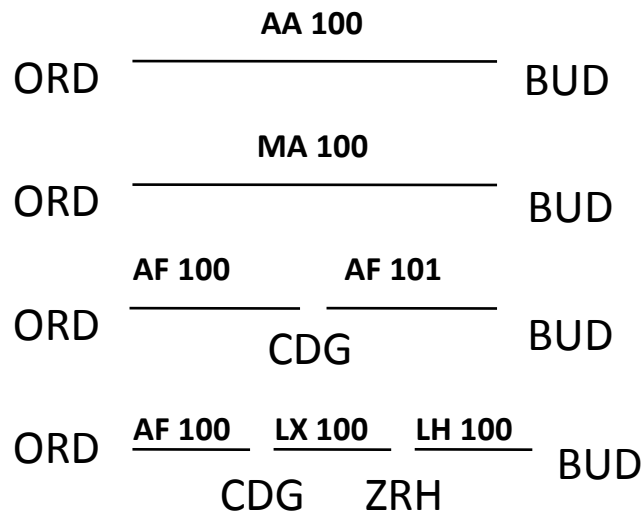 AA 100
ORD BUD
MA 100
ORD BUD
AF 100 AF 101
ORD BUD
CDG
AF 100 LX 100 LH 100
ORD BUD
CDG ZRH